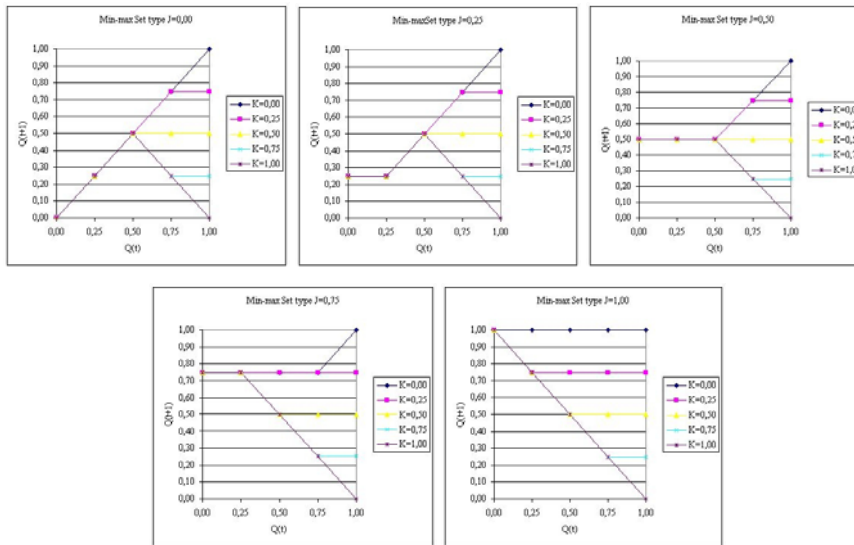 Min-max Set type J=0,00
Q(t+1)
1,00
0,90
0,80
0,70
0,60
0,50
0,40
0,30
0,20
0,10
0,00
0,00 0,25 0,50 0,75 1,00
Q(t)
K=0,00
K=0,25
K=0,50
K=0,75
K=1,00
Min-maxSet type J=0,25
Q(t+1)
1,00
0,90
0,80
0,70
0,60
0,50
0,40
0,30
0,20
0,10
0,00
0,00 0,25 0,50 0,75 1,00
Q(t)
K=0,00
K=0,25
K=0,50
K=0,75
K=1,00
Min-max Set type J=0,50
Q(t+1)
1,00
0,90
0,80
0,70
0,60
0,50
0,40
0,30
0,20
0,10
0,00
0,00 0,25 0,50 0,75 1,00
Q(t)
K=0,0
K=0,2
K=0,5
K=0,7
K=1,0
Min-max Set type J=0,75
Q(t+1)
1,00
0,90
0,80
0,70
0,60
0,50
0,40
0,30
0,20
0,10
0,00
0,00 0,25 0,50 0,75 1,00
Q(t)
K=0,00
K=0,25
K=0,50
K=0,75
K=1,00
Min-max Set type J=1,00
Q(t+1)
1,00
0,90
0,80
0,70
0,60
0,50
0,40
0,30
0,20
0,10
0,00
0,00 0,25 0,50 0,75 1,00
Q(t)
K=0,00
K=0,25
K=0,50
K=0,75
K=1,00